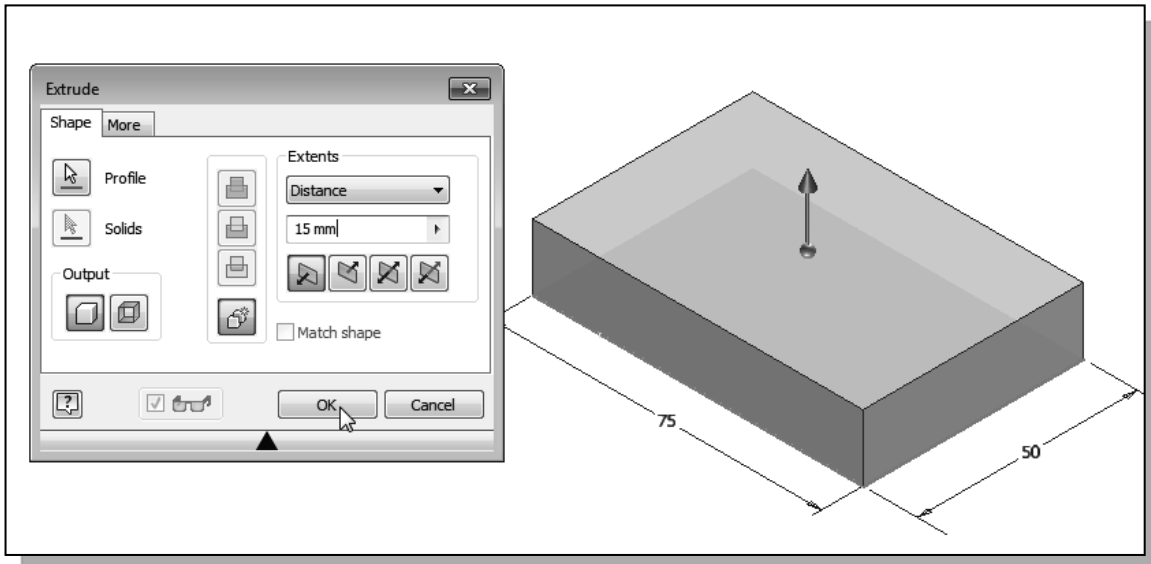 Extrude
Shape More
Profile
Solids
Output
Extents
Distance
15 mm
Match shape
?
OK Cancel
75
50